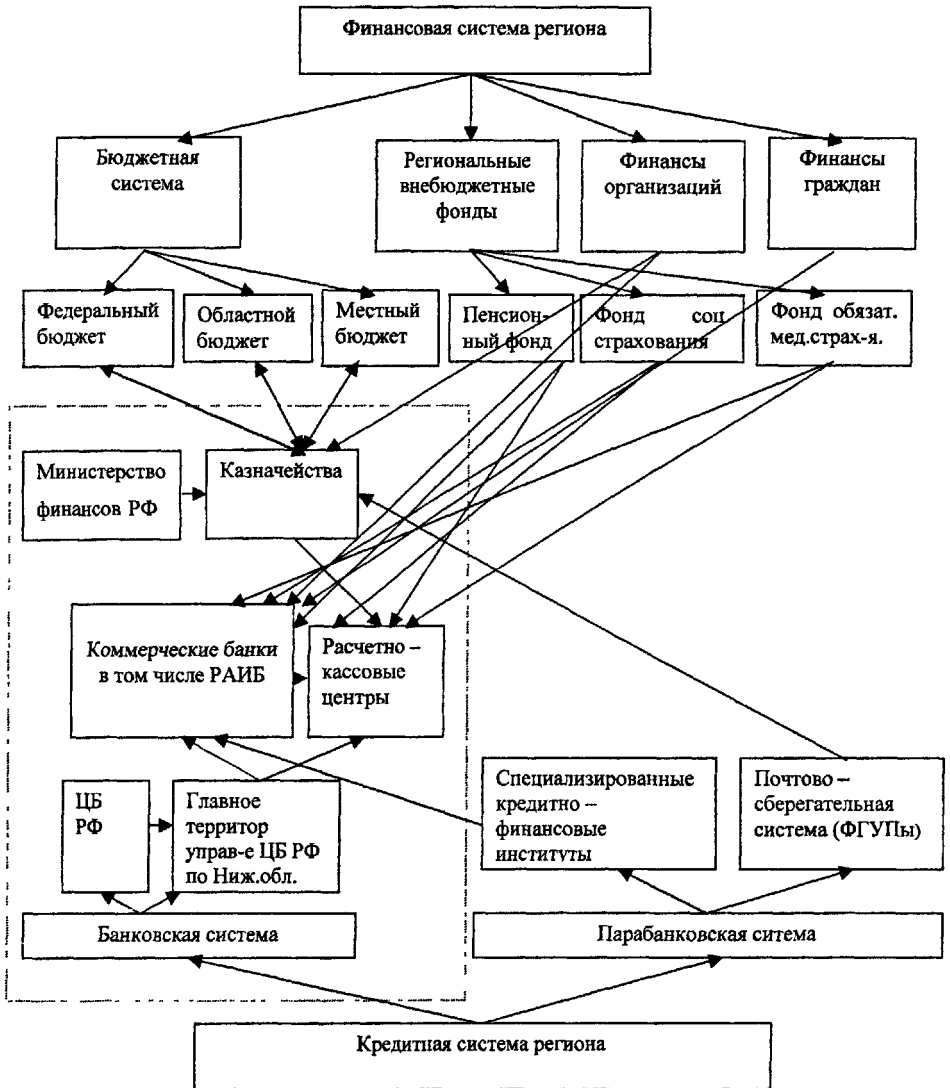 Финансовая система региона
Бюджетная
система
Региональные
внебюджетные
фонды
Финансы
организаций
Финансы
граждан
Федеральный
бюджет
Областной
бюджет
Местный
бюджет
Пенсион-
ный фонд
Фонд соц
страхования
Фонд обязат.
мед.страх-я.
Министерство
финансов РФ
Казначейства
Коммерческие банки
в том числе РАИБ
Расчетно –
кассовые
центры
ЦБ
РФ
Главное
территор
управ-е ЦБ РФ
по Ниж.обл.
Специализированные
кредитно –
финансовые
институты
Почтово –
сберегательная
система (ФГУПы)
Банковская система
Парабанковская ситема
Кредитная система региона